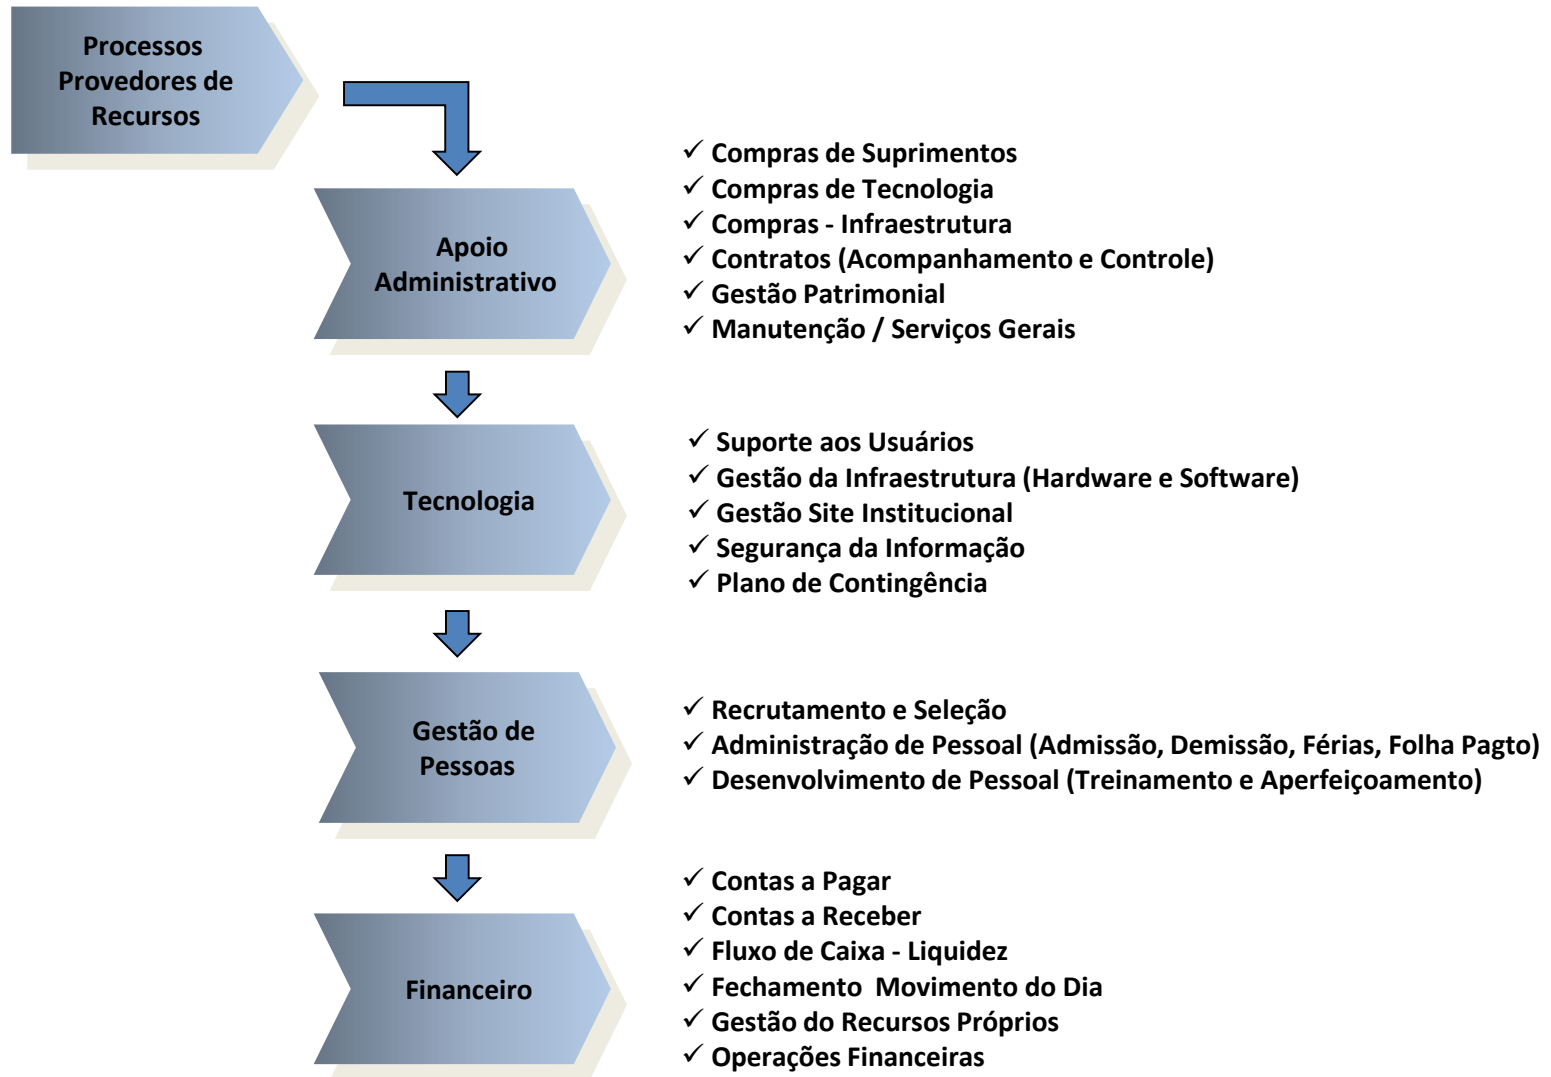 Processos
Provedores de
Recursos
Apoio
Administrativo
✓ Compras de Suprimentos
✓ Compras de Tecnologia
✓ Compras - Infraestrutura
✓ Contratos (Acompanhamento e Controle)
✓ Gestão Patrimonial
✓ Manutenção / Serviços Gerais
Tecnologia
✓ Suporte aos Usuários
✓ Gestão da Infraestrutura (Hardware e Software)
✓ Gestão Site Institucional
✓ Segurança da Informação
✓ Plano de Contingência
Gestão de
Pessoas
✓ Recrutamento e Seleção
✓ Administração de Pessoal (Admissão, Demissão, Férias, Folha Pagto)
✓ Desenvolvimento de Pessoal (Treinamento e Aperfeiçoamento)
Financeiro
✓ Contas a Pagar
✓ Contas a Receber
✓ Fluxo de Caixa - Liquidez
✓ Fechamento  Movimento do Dia
✓ Gestão do Recursos Próprios
✓ Operações Financeiras